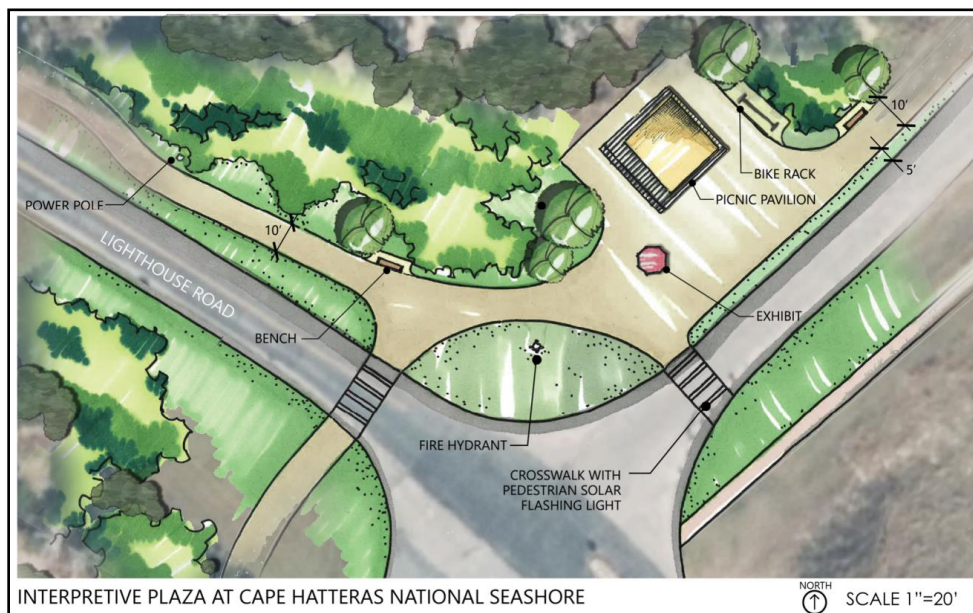 10'
5'
BIKE RACK
PICNIC PAVILION
POWER POLE
10'
LIGHTHOUSE ROAD
EXHIBIT
BENCH
FIRE HYDRANT
CROSSWALK WITH
PEDESTRIAN SOLAR
FLASHING LIGHT
INTERPRETIVE PLAZA AT CAPE HATTERAS NATIONAL SEASHORE
NORTH
SCALE 1"=20'